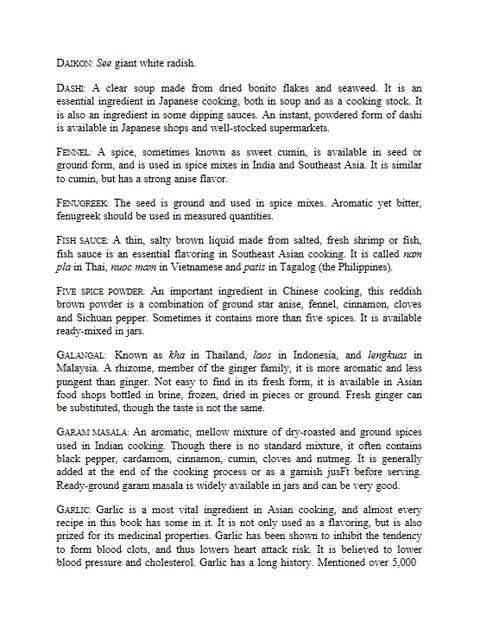 DAIKON: See giant white radish.
DASHI: A clear soup made from dried bonito flakes and seaweed. It is an
essential ingredient in Japanese cooking, both in soup and as a cooking stock. It
is also an ingredient in some dipping sauces. An instant, powdered form of dashi
is available in Japanese shops and well-stocked supermarkets.
FENNEL: A spice, sometimes known as sweet cumin, is available in seed or
ground form, and is used in spice mixes in India and Southeast Asia. It is similar
to cumin, but has a strong anise flavor.
FENUGREEK: The seed is ground and used in spice mixes. Aromatic yet bitter,
fenugreek should be used in measured quantities.
FISH SAUCE: A thin, salty brown liquid made from salted, fresh shrimp or fish,
fish sauce is an essential flavoring in Southeast Asian cooking. It is called nam
pla in Thai, nuoc mam in Vietnamese and patis in Tagalog (the Philippines).
FIVE SPICE POWDER: An important ingredient in Chinese cooking, this reddish
brown powder is a combination of ground star anise, fennel, cinnamon, cloves
and Sichuan pepper. Sometimes it contains more than five spices. It is available
ready-mixed in jars.
GALANGAL: Known as kha in Thailand, laos in Indonesia, and lengkuas in
Malaysia. A rhizome, member of the ginger family, it is more aromatic and less
pungent than ginger. Not easy to find in its fresh form, it is available in Asian
food shops bottled in brine, frozen, dried in pieces or ground. Fresh ginger can
be substituted, though the taste is not the same.
GARAM MASALA: An aromatic, mellow mixture of dry-roasted and ground spices
used in Indian cooking. Though there is no standard mixture, it often contains
black pepper, cardamom, cinnamon, cumin, cloves and nutmeg. It is generally
added at the end of the cooking process or as a garnish jusFt before serving.
Ready-ground garam masala is widely available in jars and can be very good.
GARLIC: Garlic is a most vital ingredient in Asian cooking, and almost every
recipe in this book has some in it. It is not only used as a flavoring, but is also
prized for its medicinal properties. Garlic has been shown to inhibit the tendency
to form blood clots, and thus lowers heart attack risk. It is believed to lower
blood pressure and cholesterol. Garlic has a long history. Mentioned over 5,000